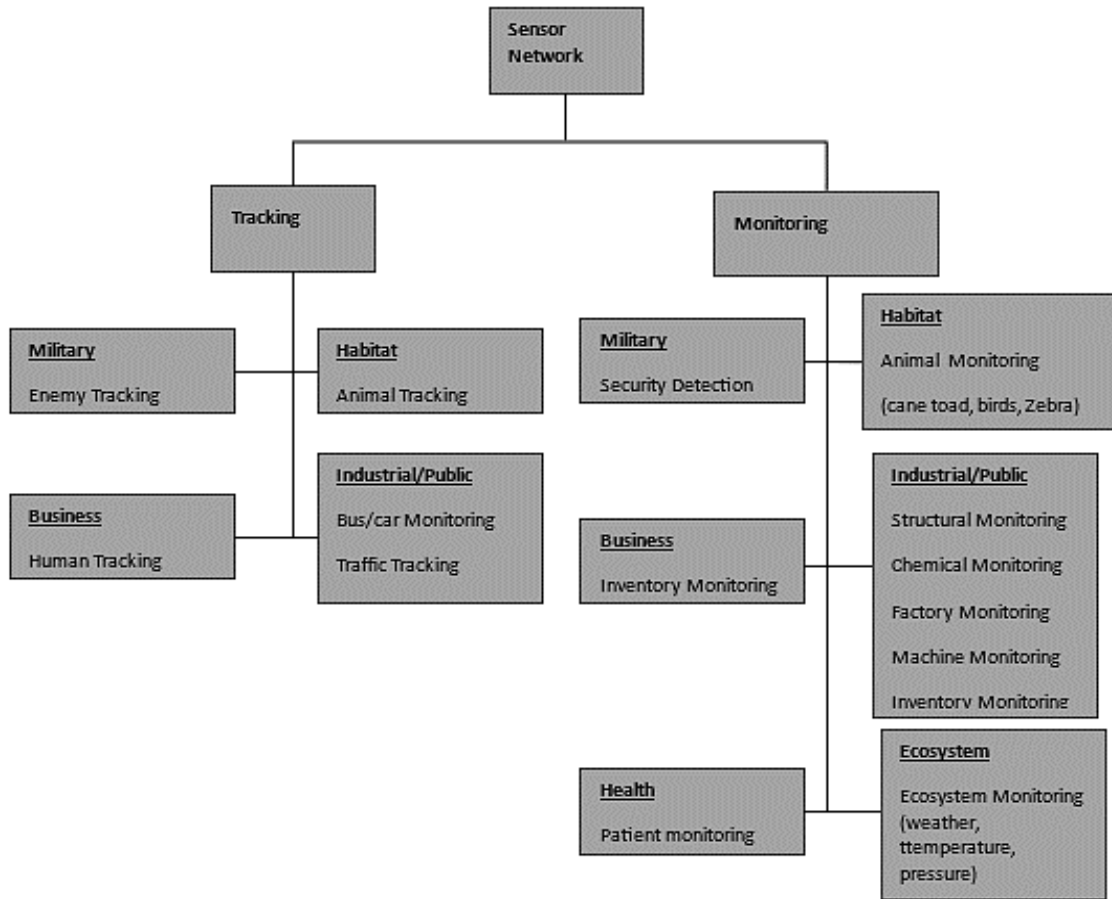 Sensor
Network
Tracking
Monitoring
Military
Enemy Tracking
Habitat
Animal Tracking
Business
Human Tracking
Industrial/Public
Bus/car Monitoring
Traffic Tracking
Military
Security Detection
Habitat
Animal Monitoring
(cane toad, birds, Zebra)
Business
Inventory Monitoring
Industrial/Public
Structural Monitoring
Chemical Monitoring
Factory Monitoring
Machine Monitoring
Inventory Monitoring
Health
Patient monitoring
Ecosystem
Ecosystem Monitoring
(weather,
ttemperature,
pressure)